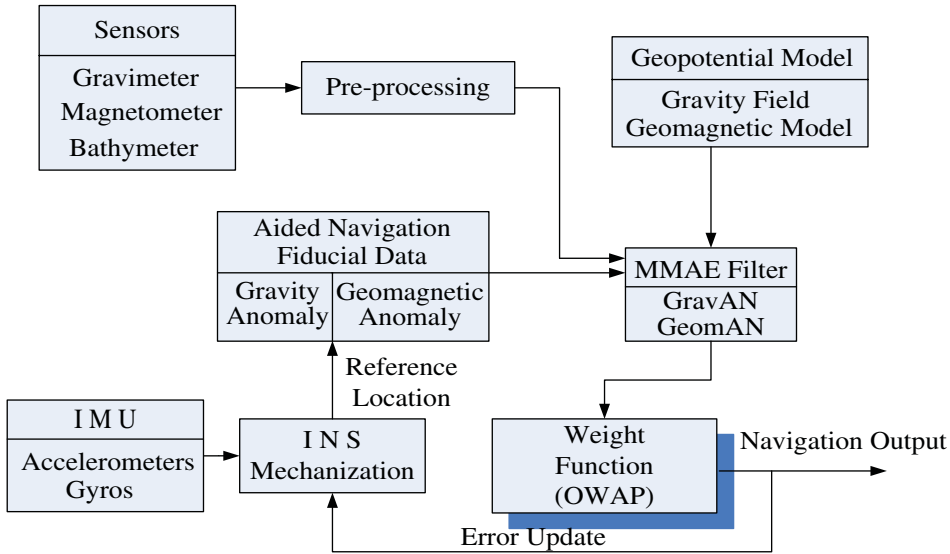 Sensors
Gravimeter
Magnetometer
Bathymeter
Pre-processing
Geopotential Model
Gravity Field
Geomagnetic Model
Aided Navigation
Fiducial Data
Gravity
Anomaly
Geomagnetic
Anomaly
MMAE Filter
GravAN
GeomAN
Reference
Location
I M U
Accelerometers
Gyros
I N S
Mechanization
Weight
Function
(OWAP)
Navigation Output
Error Update